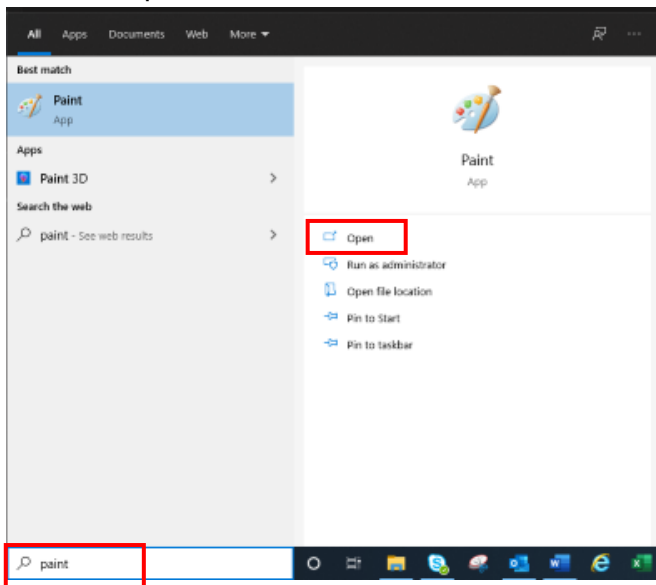 All Apps Documents Web More
Best match
Paint
App
Apps
Paint 3D
Search the web
paint - See web results
Paint
App
Open
Run as administrator
Open file location
Pin to Start
Pin to taskbar
paint